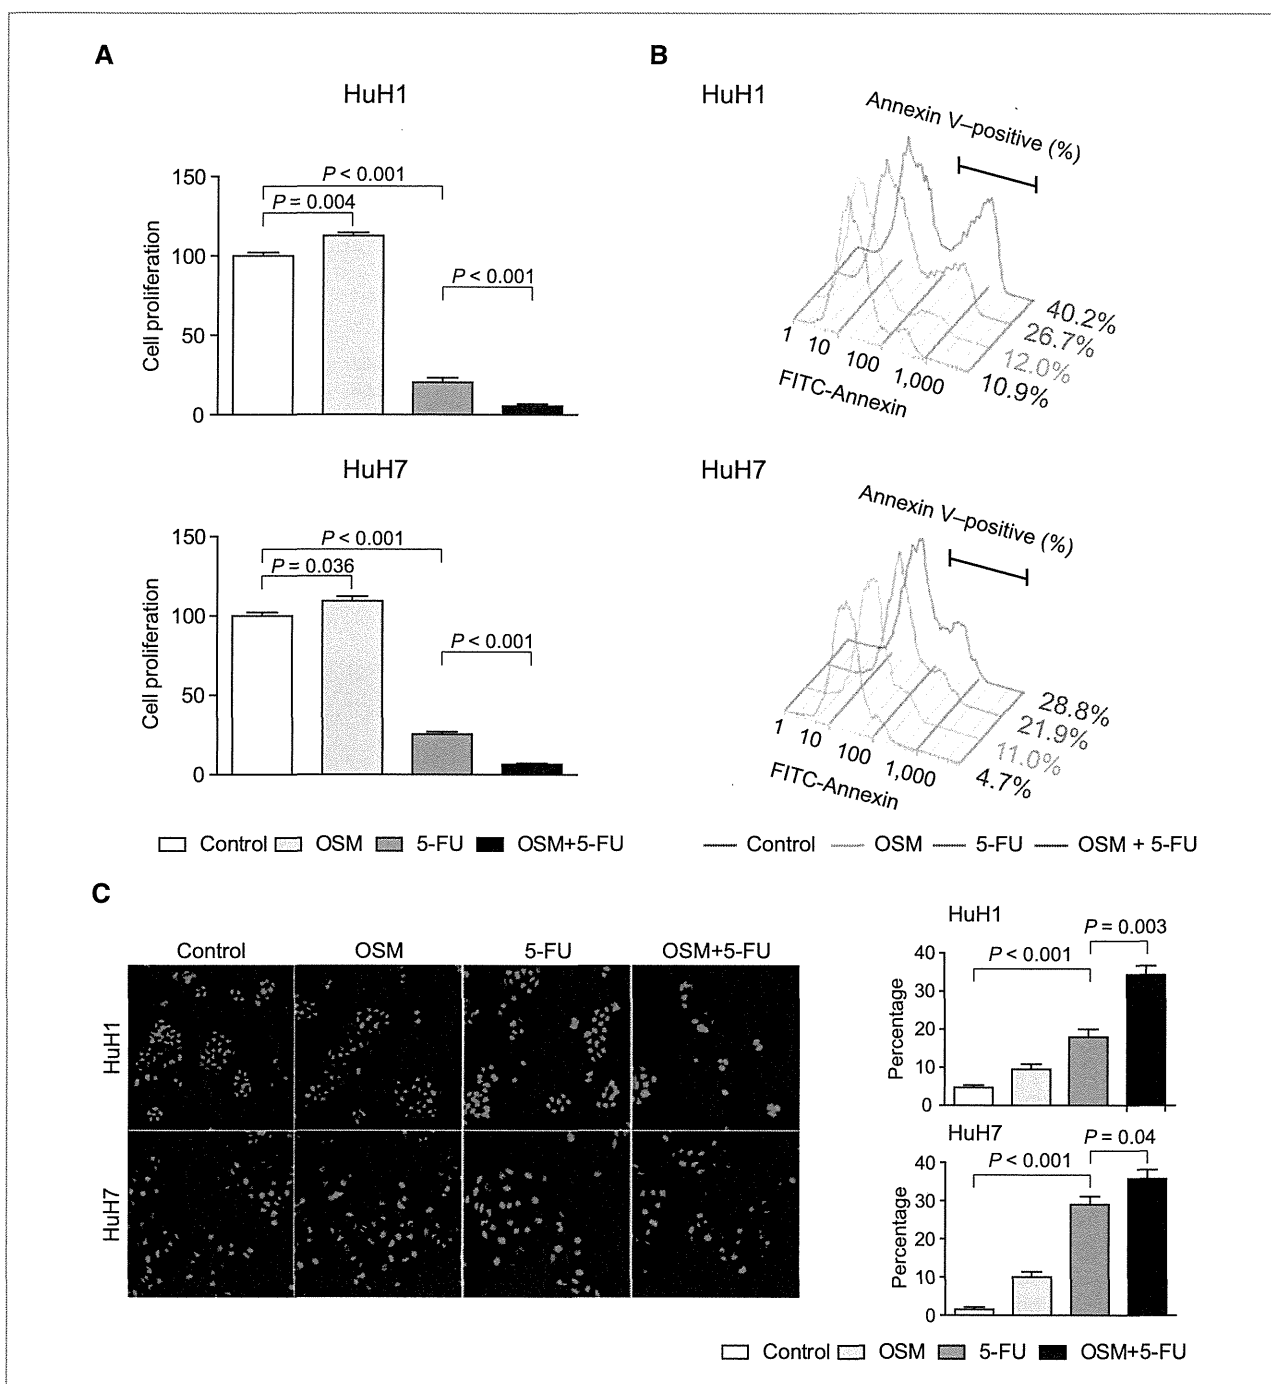 A
HuH1
Cell proliferation
150
100
50
0
P < 0.001
P = 0.004
P < 0.001
HuH7
Cell proliferation
150
100
50
0
P < 0.001
P = 0.036
P < 0.001
Control OSM 5-FU OSM+5-FU
B
HuH1
Annexin V–positive (%)
40.2%
26.7%
12.0%
10.9%
1 10 100 1,000
FITC-Annexin
HuH7
Annexin V–positive (%)
28.8%
21.9%
11.0%
4.7%
1 10 100 1,000
FITC-Annexin
Control OSM 5-FU OSM + 5-FU
C
Control OSM 5-FU OSM+5-FU
HuH1
HuH7
HuH1
Percentage
40
30
20
10
0
P < 0.001
P = 0.003
HuH7
Percentage
40
30
20
10
0
P < 0.001
P = 0.04
Control OSM 5-FU OSM+5-FU